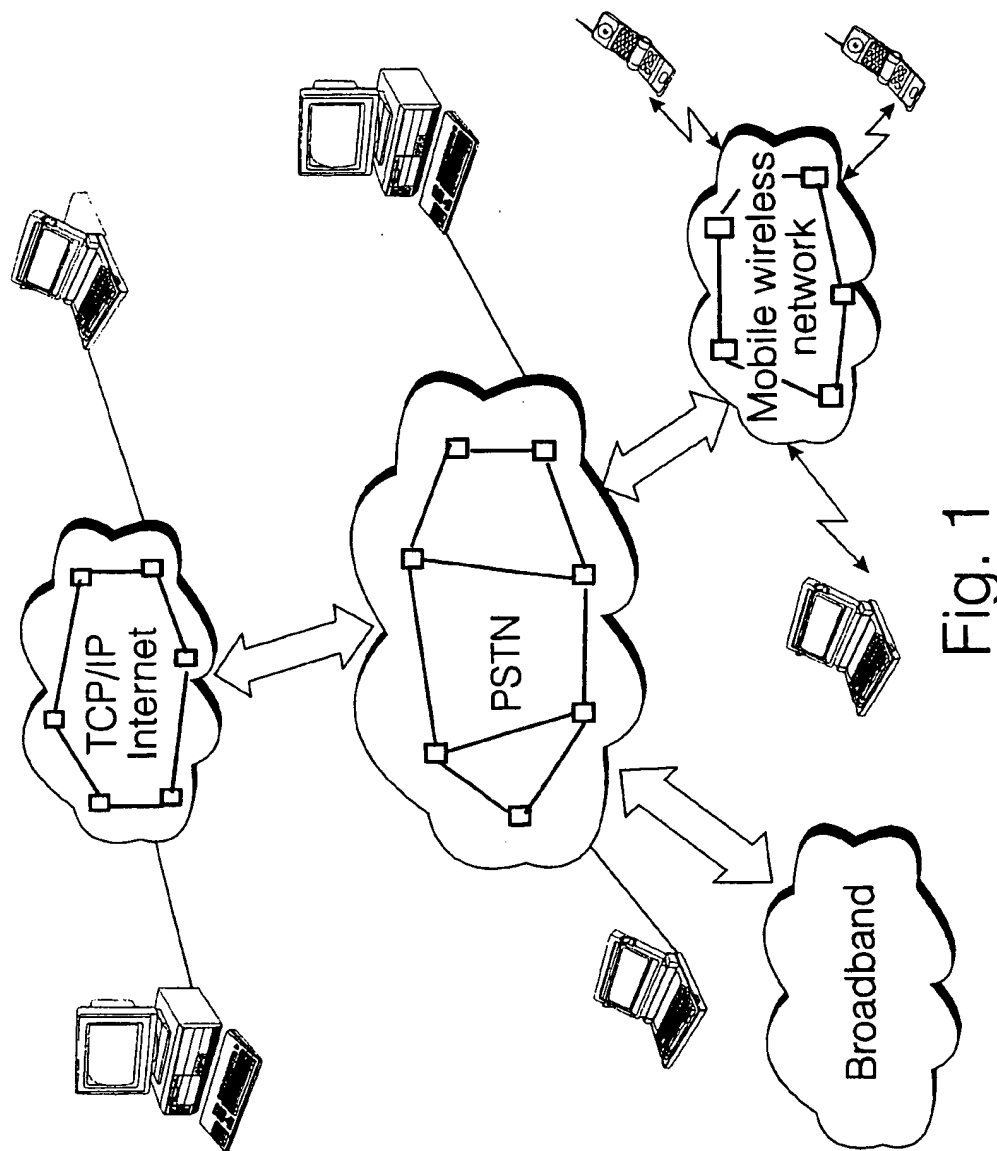 TCP/IP
Internet
PSTN
Mobile wireless
network
Broadband
Fig. 1